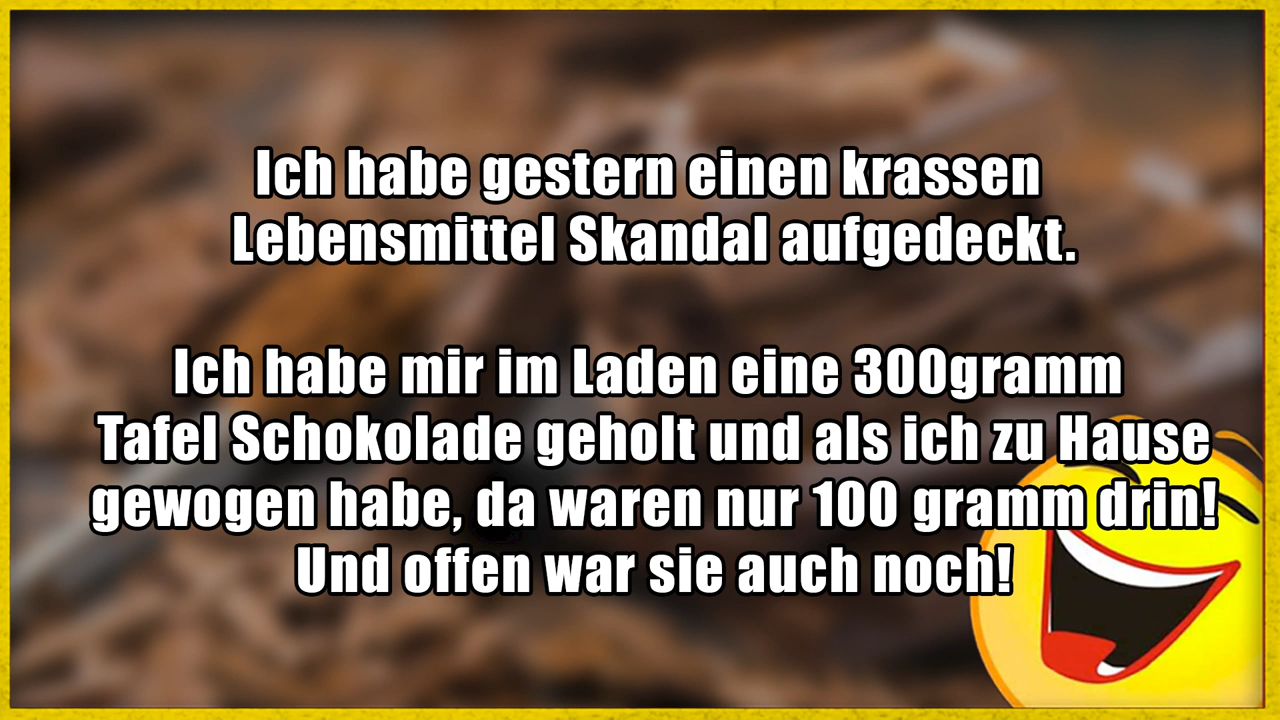 Ich habe gestern einen krassen
Lebensmittel Skandal aufgedeckt.
Ich habe mir im Laden eine 300gramm
Tafel Schokolade geholt und als ich zu Hause
gewogen habe, da waren nur 100 gramm drin!
Und offen war sie auch noch!